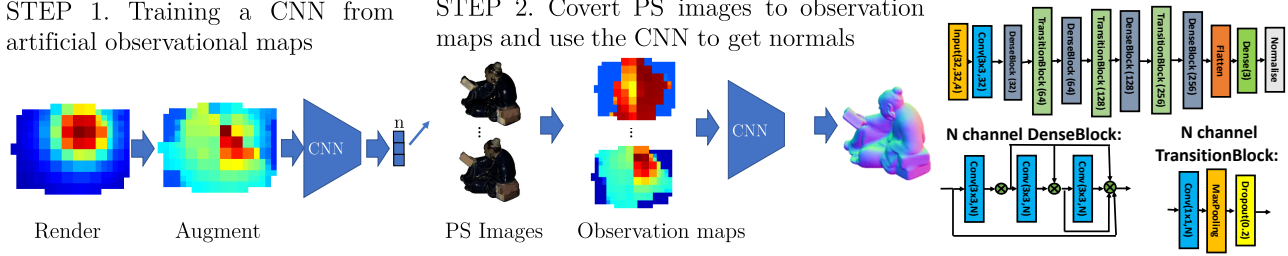 STEP 1. Training a CNN from
artificial observational maps
CNN
n
Render
Augment
STEP 2. Covert PS images to observation
maps and use the CNN to get normals
...
...
CNN
PS Images
Observation maps
Input(32,32,4)
Conv(3x3,32)
DenseBlock (32)
TransitionBlock (64)
DenseBlock (64)
TransitionBlock (128)
DenseBlock (128)
TransitionBlock (256)
DenseBlock (256)
Flatten
Dense(3)
Normalise
N channel DenseBlock:
Conv(3x3,N)
Conv(3x3,N)
Conv(3x3,N)
N channel
TransitionBlock:
Conv(1x1,N)
MaxPooling
Dropout(0.2)